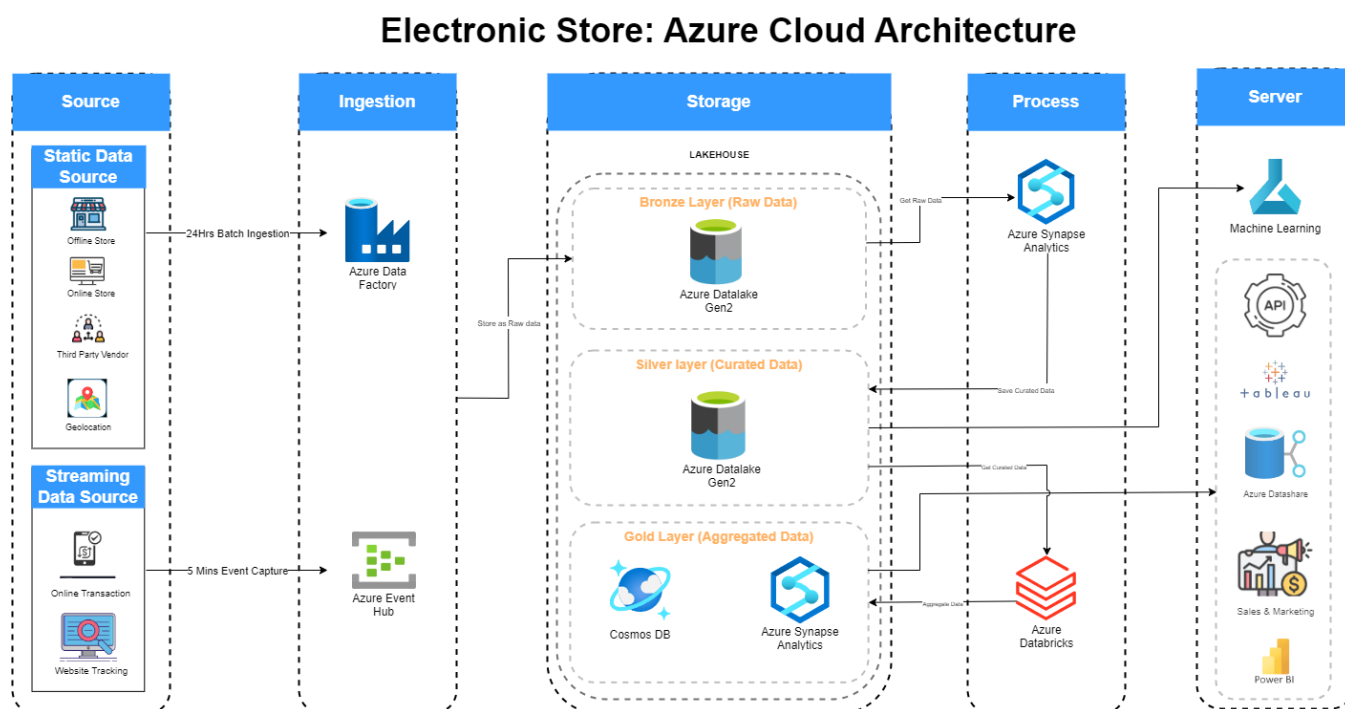 Electronic Store: Azure Cloud Architecture
Source
Static Data
Source
Offline Store
Online Store
Third Party Vendor
Geolocation
Streaming
Data Source
Online Transaction
Website Tracking
24Hrs Batch Ingestion
5 Mins Event Capture
Ingestion
Azure Data
Factory
Azure Event
Hub
Store as Raw data
Storage
LAKEHOUSE
Bronze Layer (Raw Data)
Azure Datalake
Gen2
Silver layer (Curated Data)
Azure Datalake
Gen2
Gold Layer (Aggregated Data)
Cosmos DB
Azure Synapse
Analytics
Get Raw Data
Save Curated Data
Get Curated Data
Aggregate Data
Process
Azure Synapse
Analytics
Azure
Databricks
Server
Machine Learning
API
tableau
Azure Datashare
Sales & Marketing
Power BI